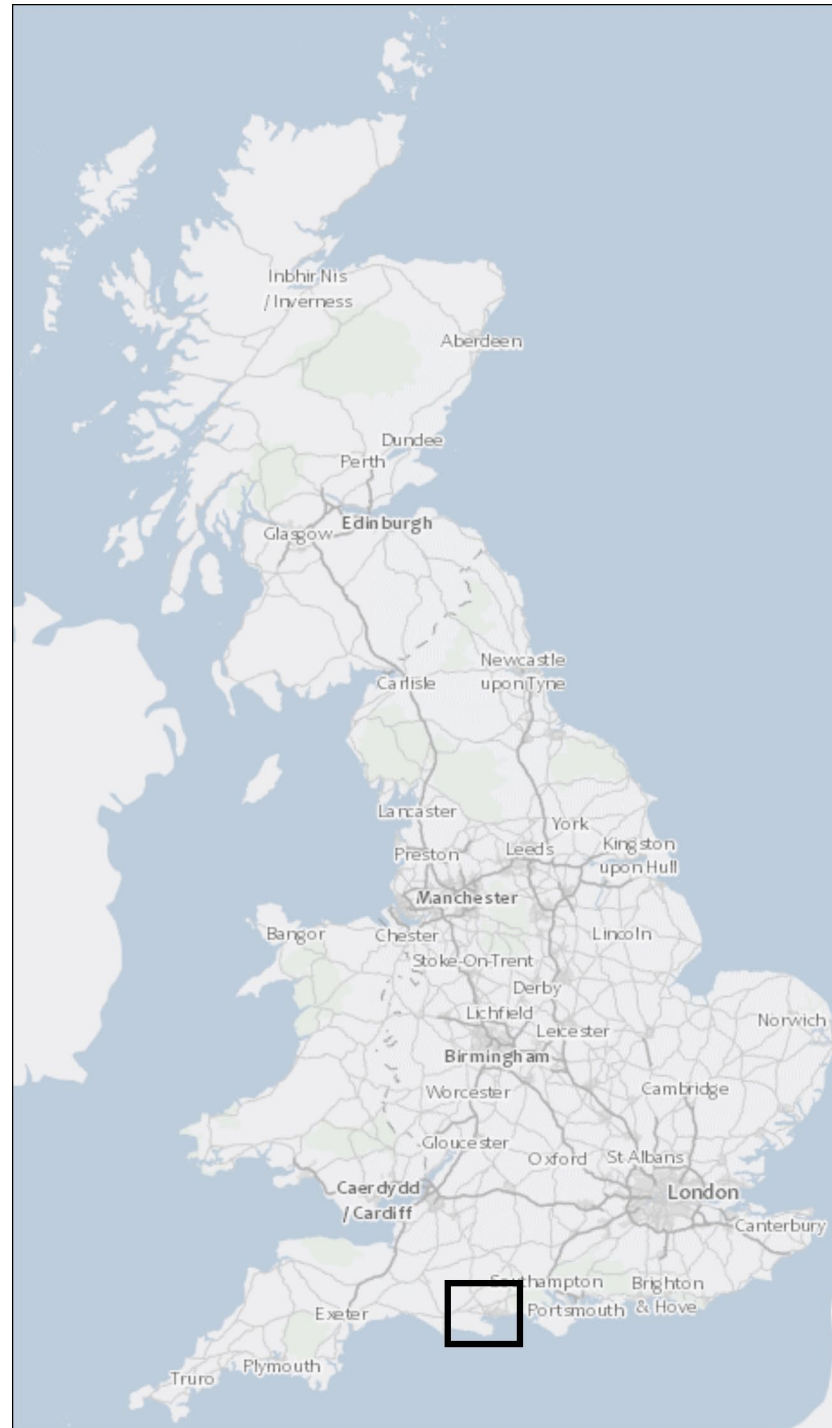 Inbhir Nis
/ Inverness
Aberdeen
Dundee
Perth
Edinburgh
Glasgow
Newcastle
upon Tyne
Carlisle
Lancaster
York
Kingston
upon Hull
Leeds
Preston
Manchester
Bangor
Chester
Lincoln
Stoke-On-Trent
Derby
Lichfield
Norwich
Leicester
Birmingham
Cambridge
Worcester
Gloucester
Oxford
St Albans
Caerdydd
/ Cardiff
London
Canterbury
Southampton
Brighton
& Hove
Portsmouth
Exeter
Plymouth
Truro